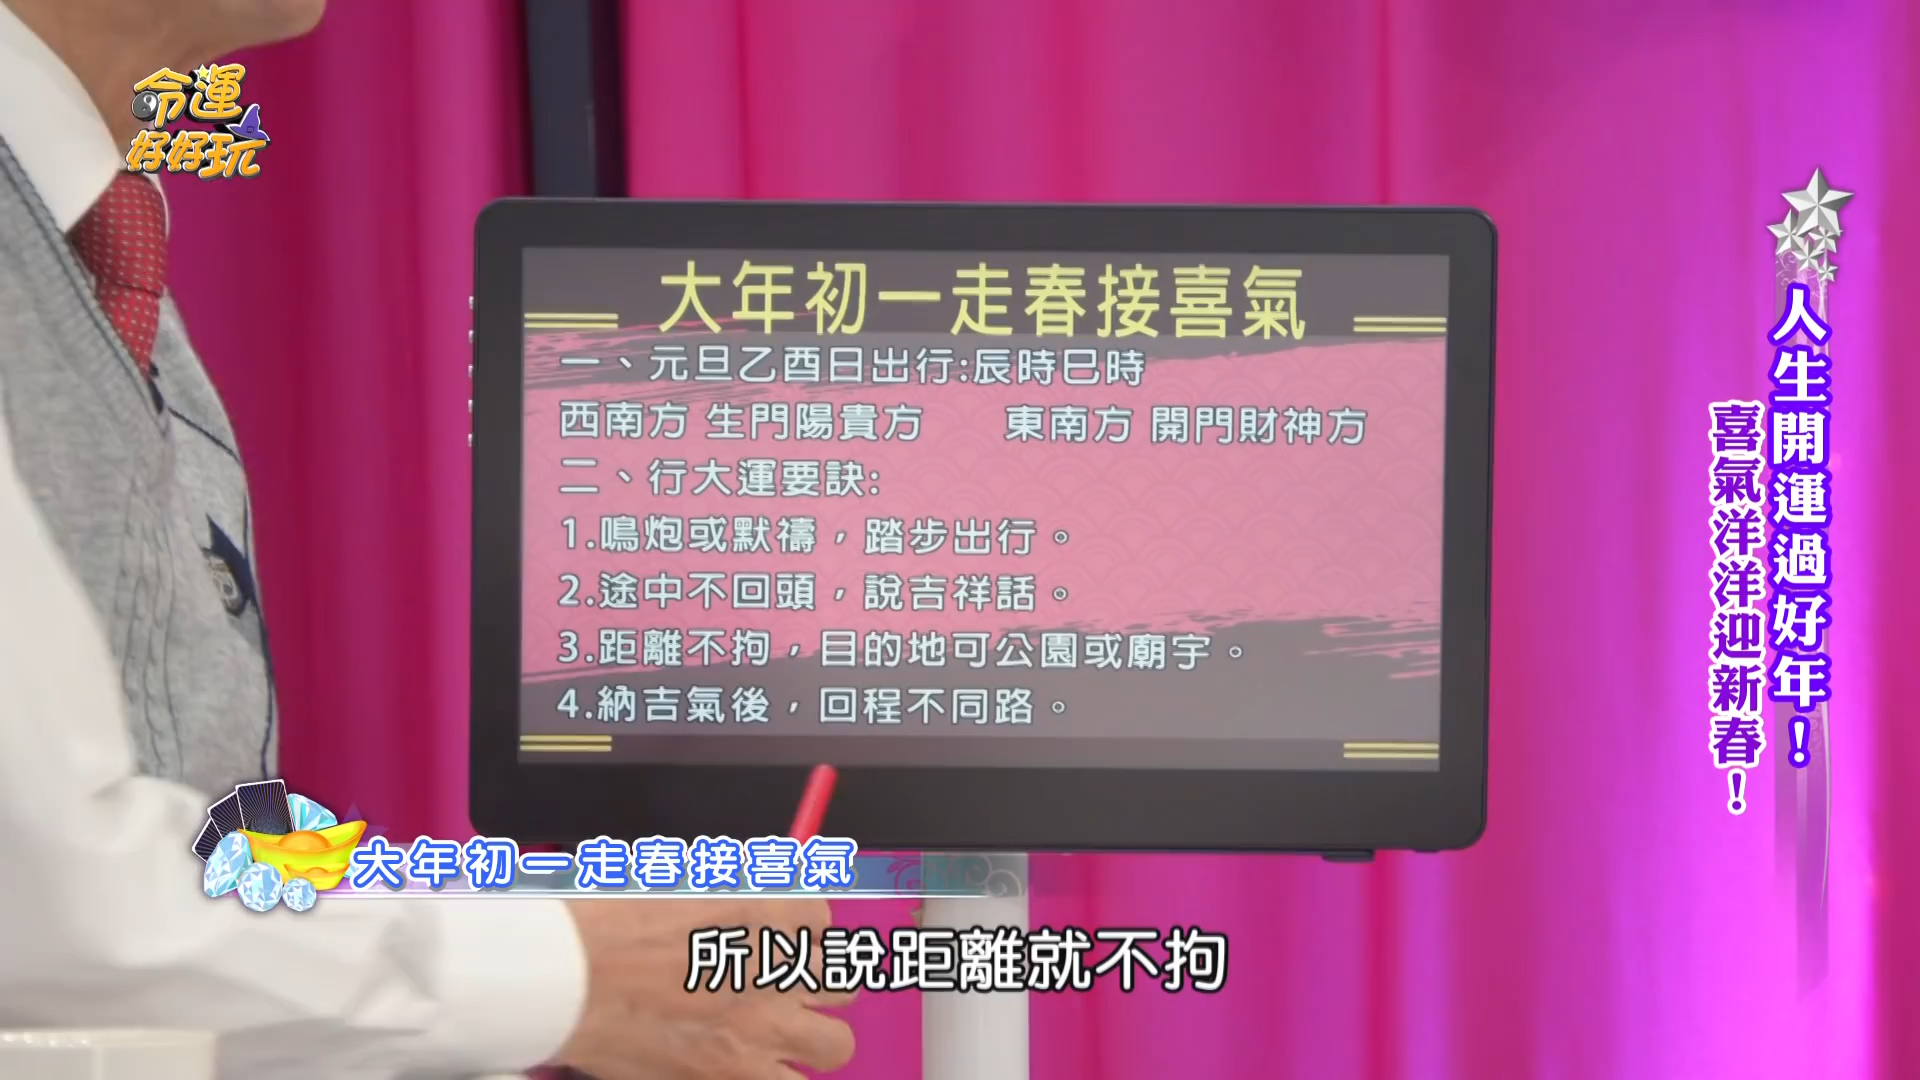 命運
好好玩
人生開運過好年！
喜氣洋洋迎新春！
大年初一走春接喜氣
一、元旦乙酉日出行:辰時巳時
西南方 生門陽貴方　　東南方 開門財神方
二、行大運要訣:
1.鳴炮或默禱，踏步出行。
2.途中不回頭，說吉祥話。
3.距離不拘，目的地可公園或廟宇。
4.納吉氣後，回程不同路。
大年初一走春接喜氣
所以說距離就不拘